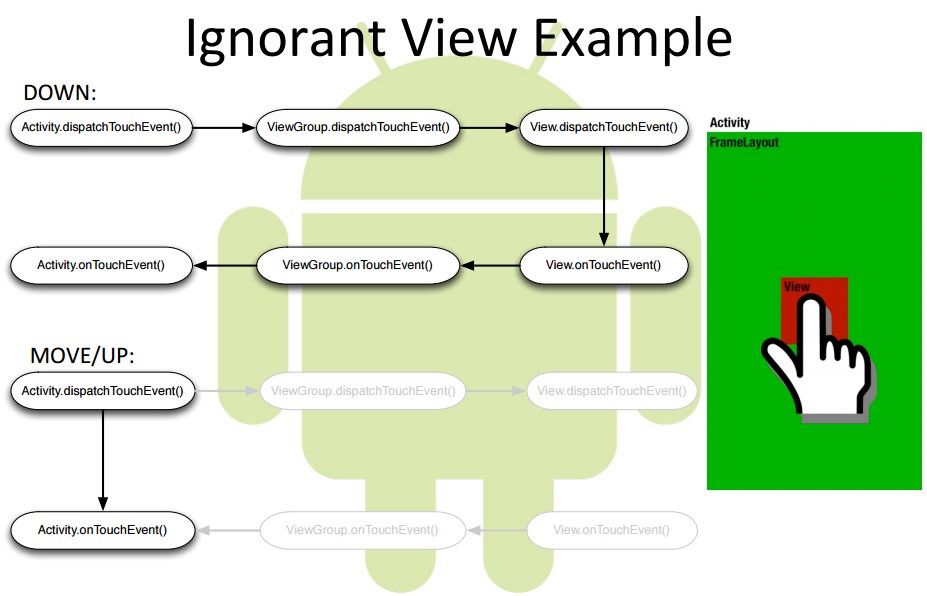 Ignorant View Example
DOWN:
Activity.dispatchTouchEvent()
ViewGroup.dispatchTouchEvent()
View.dispatchTouchEvent()
Activity.onTouchEvent()
ViewGroup.onTouchEvent()
View.onTouchEvent()
MOVE/UP:
Activity.dispatchTouchEvent()
ViewGroup.dispatchTouchEvent()
View.dispatchTouchEvent()
Activity.onTouchEvent()
ViewGroup.onTouchEvent()
View.onTouchEvent()
Activity
FrameLayout
View